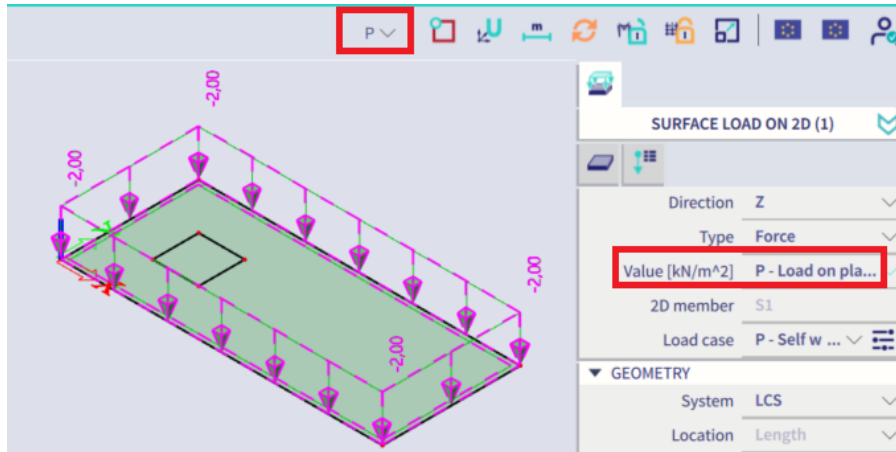 P
m
-2,00
-2,00
-2,00
-2,00
SURFACE LOAD ON 2D (1)
Direction Z
Type Force
Value [kN/m^2] P - Load on pla...
2D member S1
Load case P - Self w ...
GEOMETRY
System LCS
Location Length